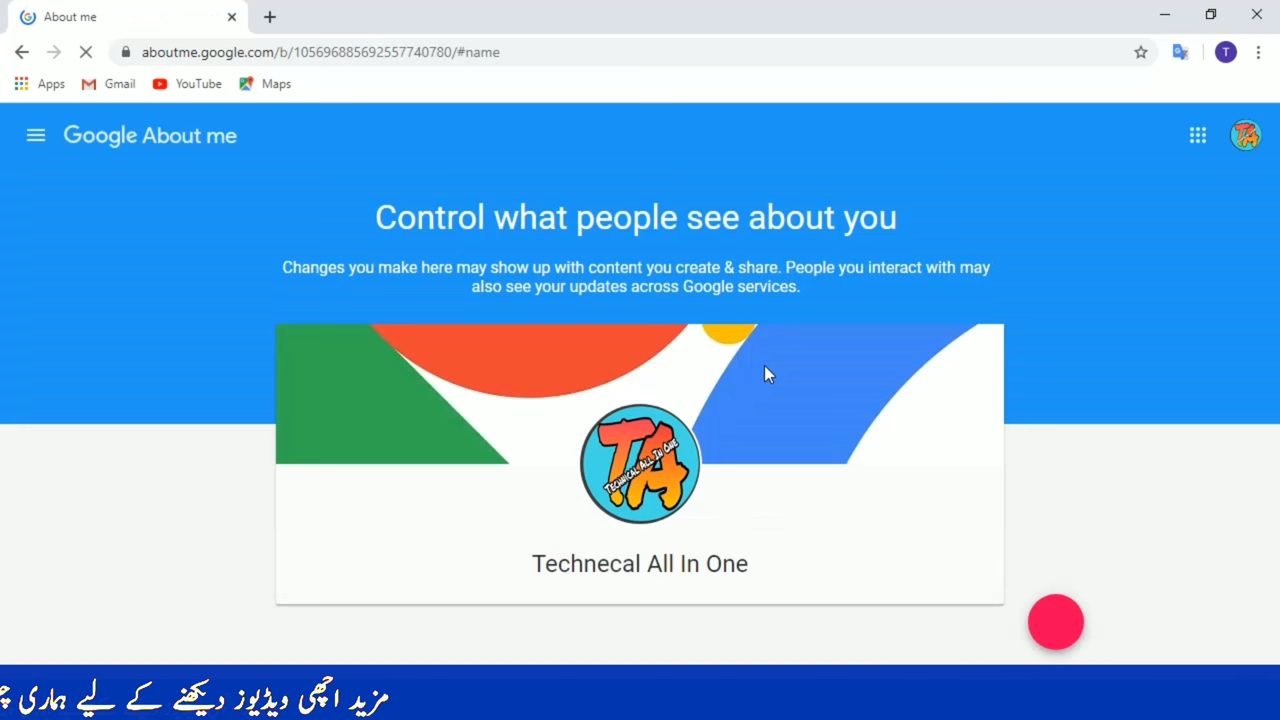 About me
aboutme.google.com/b/105696885692557740780/#name
T
Apps
Gmail
YouTube
Maps
Google About me
TA
Control what people see about you
Changes you make here may show up with content you create & share. People you interact with may
also see your updates across Google services.
TA
Technical All In One
Technecal All In One
مزید اچھی ویڈیوز دیکھنے کے لیے ہماری